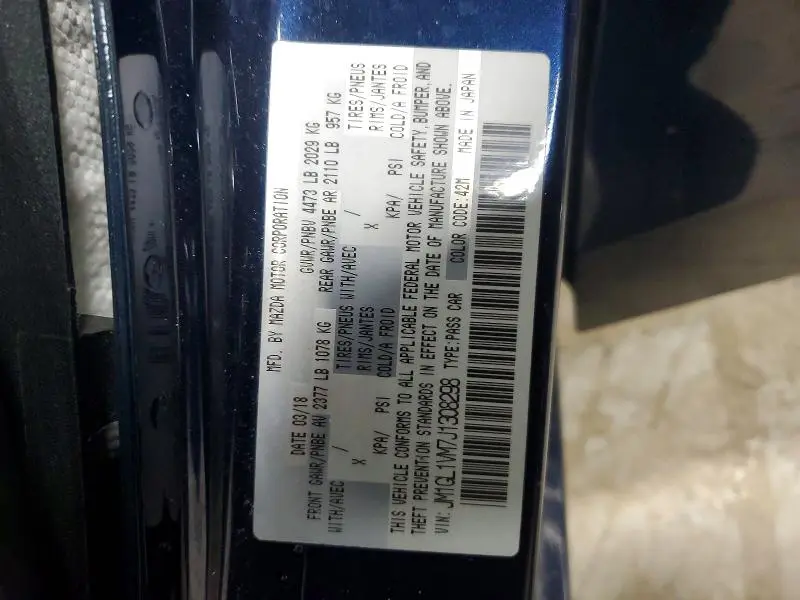 MFD. BY MAZDA MOTOR CORPORATION
DATE 03/18 GVWR/PNBV 4473 LB 2029 KG
FRONT GAWR/PNBE AV 2377 LB 1078 KG REAR GAWR/PNBE AR 2110 LB 957 KG
WITH/AVEC / TIRES/PNEUS WITH/AVEC / TIRES/PNEUS
X RIMS/JANTES X RIMS/JANTES
KPA/ PSI COLD/A FROID KPA/ PSI COLD/A FROID
THIS VEHICLE CONFORMS TO ALL APPLICABLE FEDERAL MOTOR VEHICLE SAFETY, BUMPER, AND
THEFT PREVENTION STANDARDS IN EFFECT ON THE DATE OF MANUFACTURE SHOWN ABOVE.
VIN: JM1GL1VM7J1308298 TYPE:PASS CAR COLOR CODE:42M MADE IN JAPAN